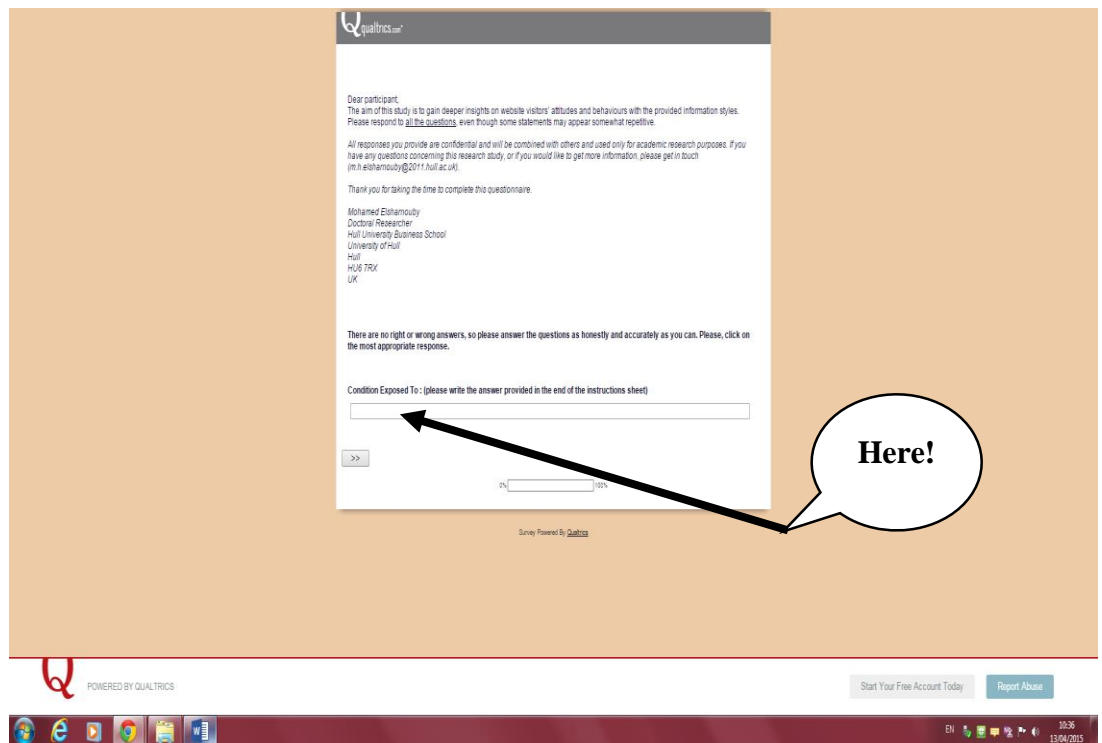 Qualtrics.com
Dear participant,
The aim of this study is to gain deeper insights on website visitors' attitudes and behaviours with the provided information styles.
Please respond to all the questions, even though some statements may appear somewhat repetitive.
All responses you provide are confidential and will be combined with others and used only for academic research purposes. If you
have any questions concerning this research study, or if you would like to get more information, please get in touch
(m.h.elsharnouby@2011.hull.ac.uk).
Thank you for taking the time to complete this questionnaire.
Mohamed Elsharnouby
Doctoral Researcher
Hull University Business School
University of Hull
Hull
HU6 7RX
UK
There are no right or wrong answers, so please answer the questions as honestly and accurately as you can. Please, click on
the most appropriate response.
Condition Exposed To : (please write the answer provided in the end of the instructions sheet)
Here!
>>
0% 100%
Survey Powered By Qualtrics
Q POWERED BY QUALTRICS
Start Your Free Account Today Report Abuse
EN 10:36
13/04/2015